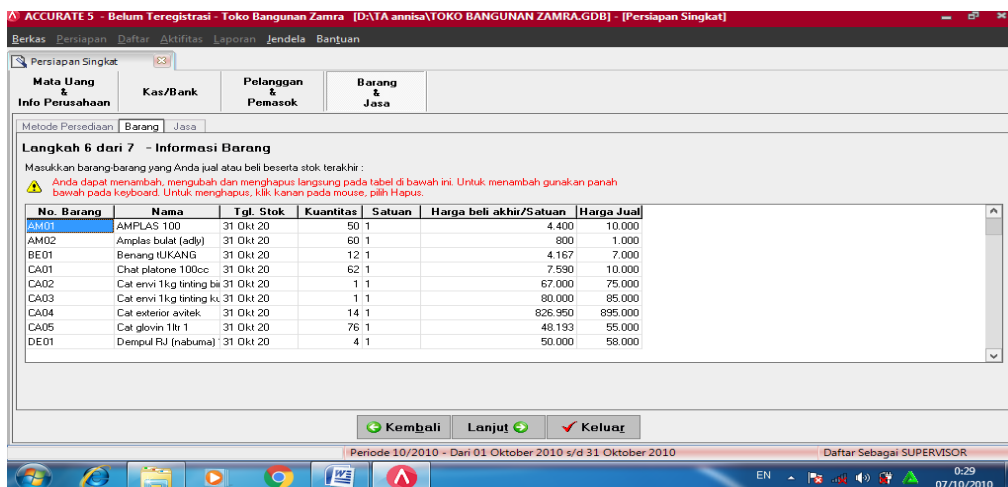 ACCURATE 5 - Belum Teregistrasi - Toko Bangunan Zamra [D:\TA annisa\TOKO BANGUNAN ZAMRA.GDB] - [Persiapan Singkat]
Berkas Persiapan Daftar Aktifitas Laporan Jendela Bantuan
Persiapan Singkat
Mata Uang & Info Perusahaan Kas/Bank Pelanggan & Pemasok Barang & Jasa
Metode Persediaan Barang Jasa
Langkah 6 dari 7 - Informasi Barang
Masukkan barang-barang yang Anda jual atau beli beserta stok terakhir :
Anda dapat menambah, mengubah dan menghapus langsung pada tabel di bawah ini. Untuk menambah gunakan panah
bawah pada keyboard. Untuk menghapus, klik kanan pada mouse, pilih Hapus.
No. Barang Nama Tgl. Stok Kuantitas Satuan Harga beli akhir/Satuan Harga Jual
AM01 AMPLAS 100 31 Okt 20 50 1 4.400 10.000
AM02 Amplas bulat (adly) 31 Okt 20 60 1 800 1.000
BE01 Benang tUKANG 31 Okt 20 12 1 4.167 7.000
CA01 Chat platone 100cc 31 Okt 20 62 1 7.590 10.000
CA02 Cat envi 1kg tinting bi 31 Okt 20 1 1 67.000 75.000
CA03 Cat envi 1kg tinting ku 31 Okt 20 1 1 80.000 85.000
CA04 Cat exterior avitek 31 Okt 20 14 1 826.950 895.000
CA05 Cat glovin 1ltr 1 31 Okt 20 76 1 48.193 55.000
DE01 Dempul RJ (nabuma) 31 Okt 20 4 1 50.000 58.000
Kembali Lanjut Keluar
Periode 10/2010 - Dari 01 Oktober 2010 s/d 31 Oktober 2010 Daftar Sebagai SUPERVISOR
EN 0:29
07/10/2010